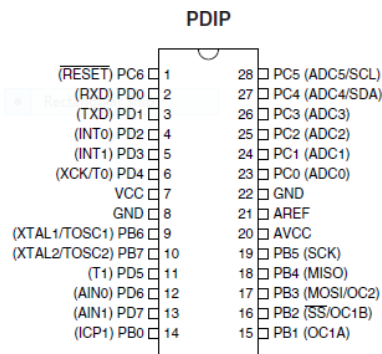 PDIP
(RESET) PC6 1 28 PC5 (ADC5/SCL)
(RXD) PD0 2 27 PC4 (ADC4/SDA)
(TXD) PD1 3 26 PC3 (ADC3)
(INT0) PD2 4 25 PC2 (ADC2)
(INT1) PD3 5 24 PC1 (ADC1)
(XCK/T0) PD4 6 23 PC0 (ADC0)
VCC 7 22 GND
GND 8 21 AREF
(XTAL1/TOSC1) PB6 9 20 AVCC
(XTAL2/TOSC2) PB7 10 19 PB5 (SCK)
(T1) PD5 11 18 PB4 (MISO)
(AIN0) PD6 12 17 PB3 (MOSI/OC2)
(AIN1) PD7 13 16 PB2 (SS/OC1B)
(ICP1) PB0 14 15 PB1 (OC1A)